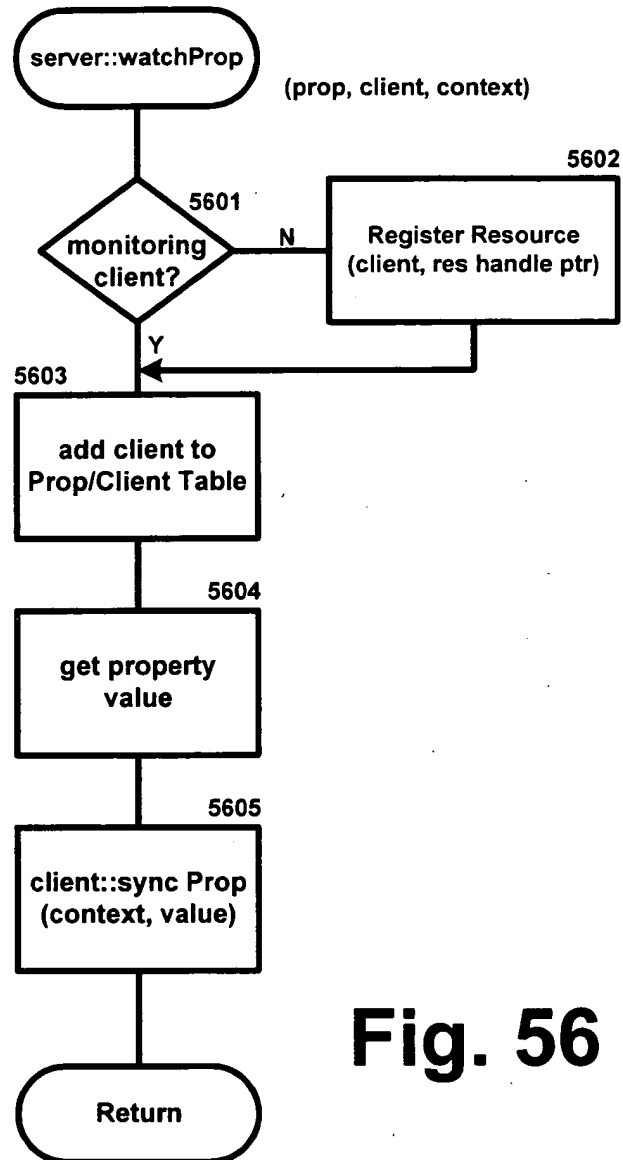 server::watchProp
(prop, client, context)
5601
monitoring
client?
N
5602
Register Resource
(client, res handle ptr)
Y
5603
add client to
Prop/Client Table
5604
get property
value
5605
client::sync Prop
(context, value)
Return
Fig. 56